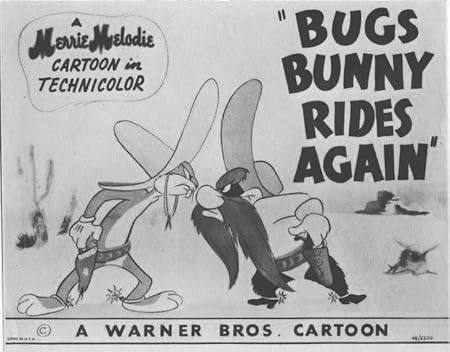 A
Merrie Melodie
CARTOON in
TECHNICOLOR
"BUGS
BUNNY
RIDES
AGAIN"
© A WARNER BROS. CARTOON